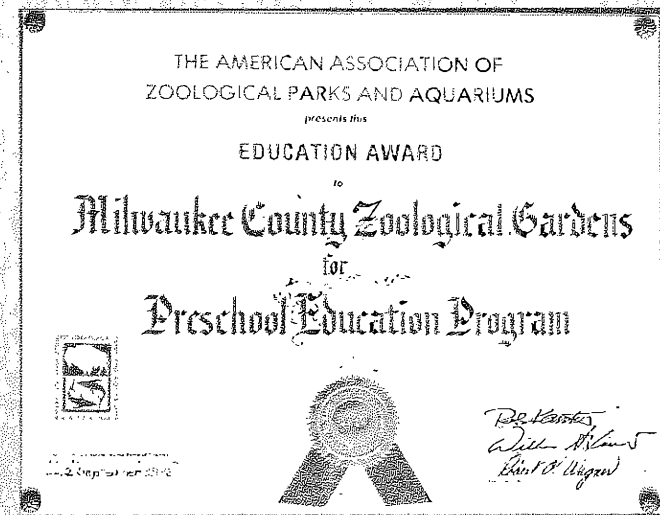 THE AMERICAN ASSOCIATION OF
ZOOLOGICAL PARKS AND AQUARIUMS
presents this
EDUCATION AWARD
to
Milwaukee County Zoological Gardens
for
Preschool Education Program